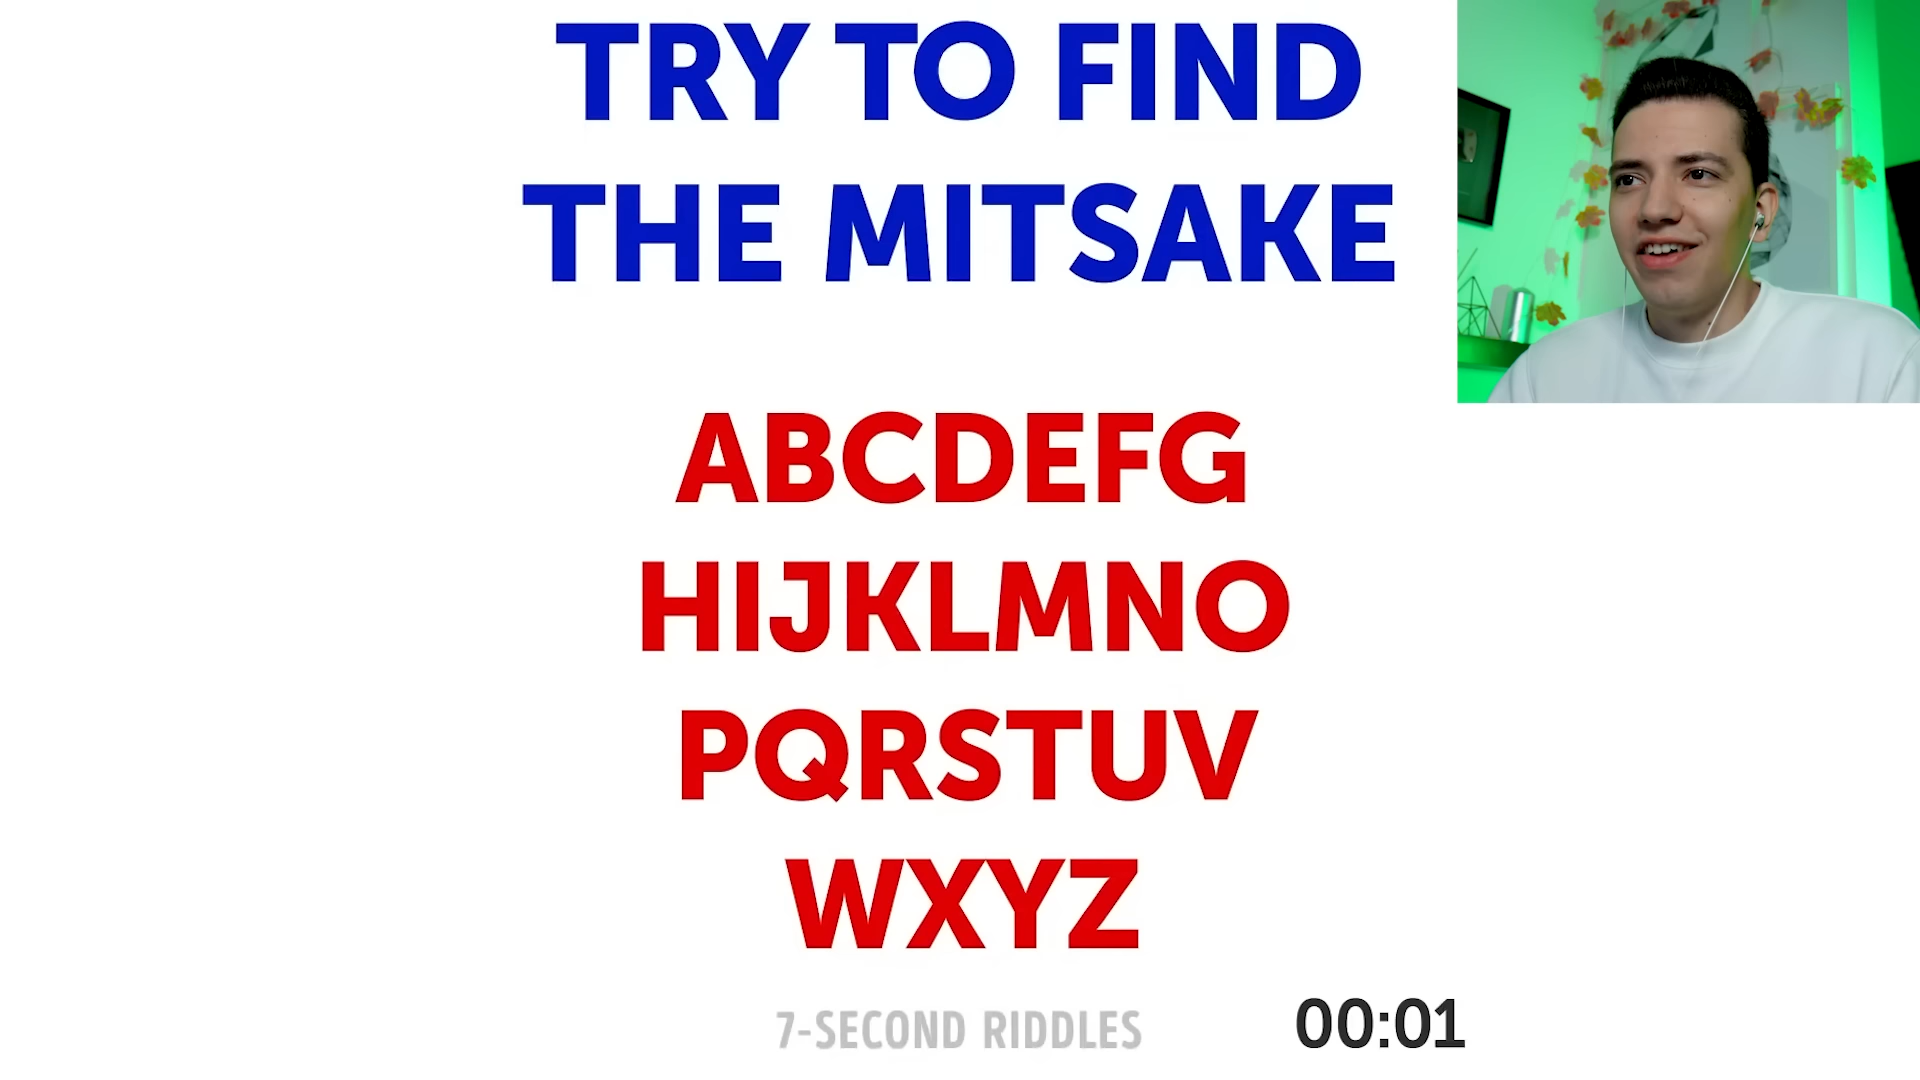 TRY TO FIND
THE MITSAKE
ABCDEFG
HIJKLMNO
PQRSTUV
WXYZ
7-SECOND RIDDLES
00:01